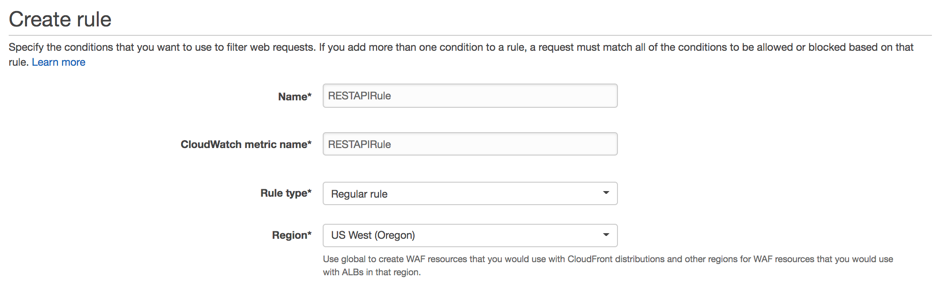 Create rule
Specify the conditions that you want to use to filter web requests. If you add more than one condition to a rule, a request must match all of the conditions to be allowed or blocked based on that
rule. Learn more
Name* RESTAPIRule
CloudWatch metric name* RESTAPIRule
Rule type* Regular rule
Region* US West (Oregon)
Use global to create WAF resources that you would use with CloudFront distributions and other regions for WAF resources that you would use
with ALBs in that region.